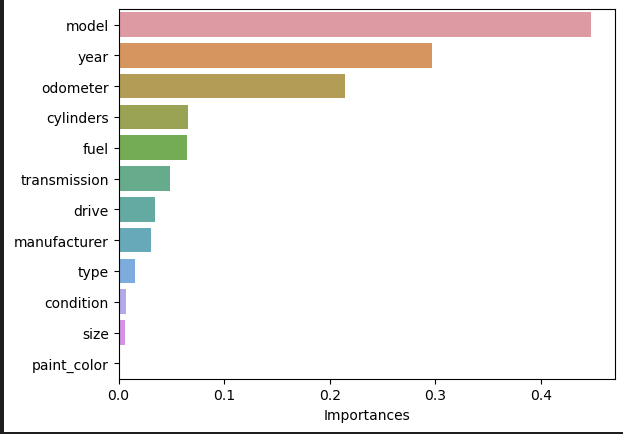 model
year
odometer
cylinders
fuel
transmission
drive
manufacturer
type
condition
size
paint_color
0.0 0.1 0.2 0.3 0.4
Importances